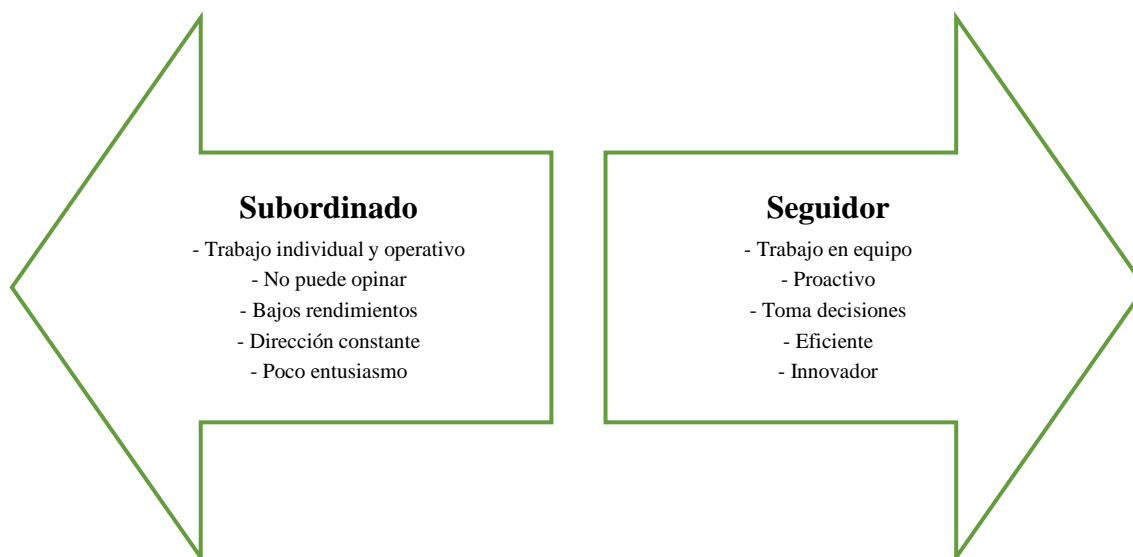 Subordinado
- Trabajo individual y operativo
- No puede opinar
- Bajos rendimientos
- Dirección constante
- Poco entusiasmo
Seguidor
- Trabajo en equipo
- Proactivo
- Toma decisiones
- Eficiente
- Innovador